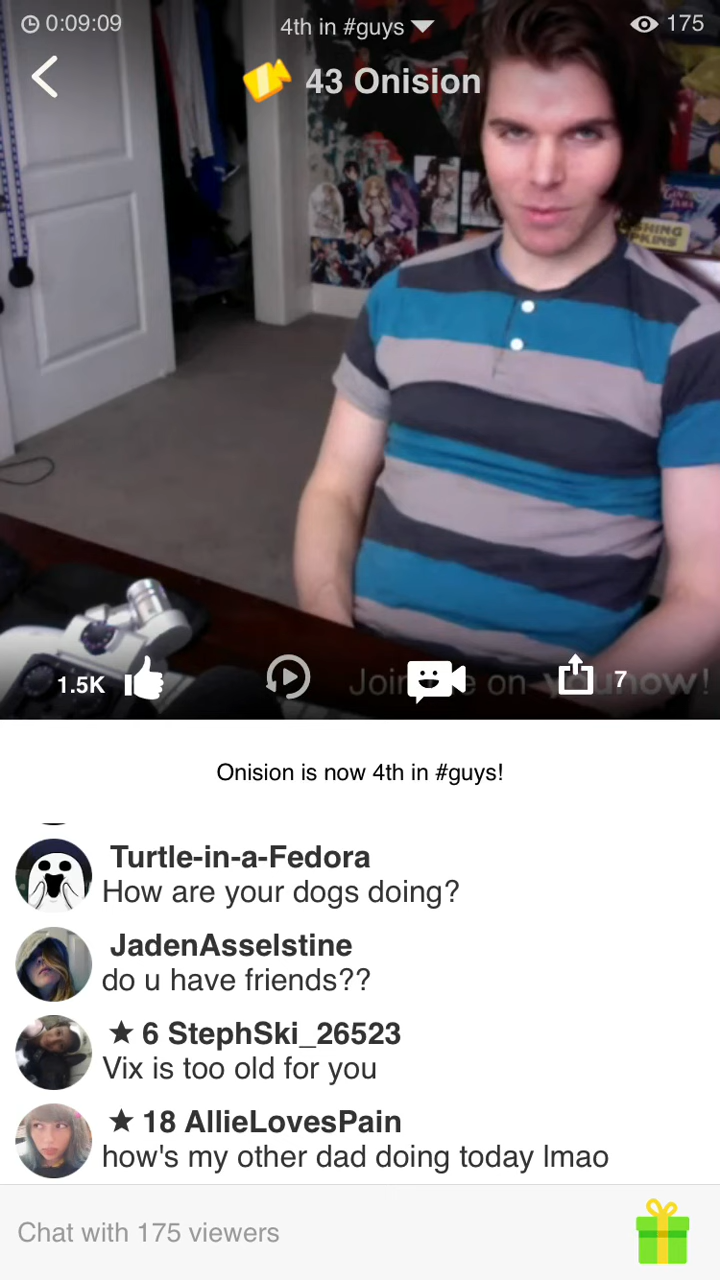 0:09:09
4th in #guys
175
43 Onision
SHING
1.5K
7
Onision is now 4th in #guys!
Turtle-in-a-Fedora
How are your dogs doing?
JadenAsselstine
do u have friends??
★ 6 StephSki_26523
Vix is too old for you
★ 18 AllieLovesPain
how's my other dad doing today lmao
Chat with 175 viewers